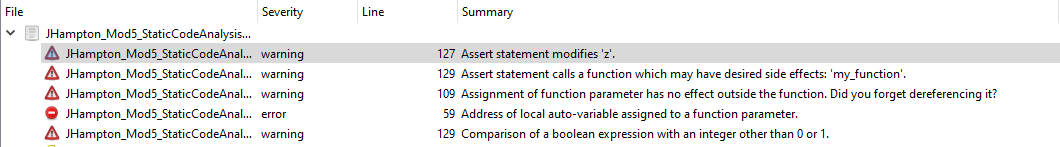 File Severity Line Summary
JHampton_Mod5_StaticCodeAnalysis...
JHampton_Mod5_StaticCodeAnal... warning 127 Assert statement modifies 'z'.
JHampton_Mod5_StaticCodeAnal... warning 129 Assert statement calls a function which may have desired side effects: 'my_function'.
JHampton_Mod5_StaticCodeAnal... warning 109 Assignment of function parameter has no effect outside the function. Did you forget dereferencing it?
JHampton_Mod5_StaticCodeAnal... error 59 Address of local auto-variable assigned to a function parameter.
JHampton_Mod5_StaticCodeAnal... warning 129 Comparison of a boolean expression with an integer other than 0 or 1.